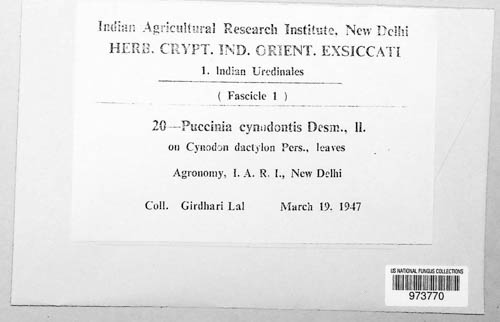 Indian Agricultural Research Institute, New Delhi
HERB. CRYPT. IND. ORIENT. EXSICCATI
1. Indian Uredinales
( Fascicle 1 )
20—Puccinia cynodontis Desm., II.
on Cynodon dactylon Pers., leaves
Agronomy, I. A. R. I., New Delhi
Coll. Girdhari Lal March 19, 1947
US NATIONAL FUNGUS COLLECTIONS
973770